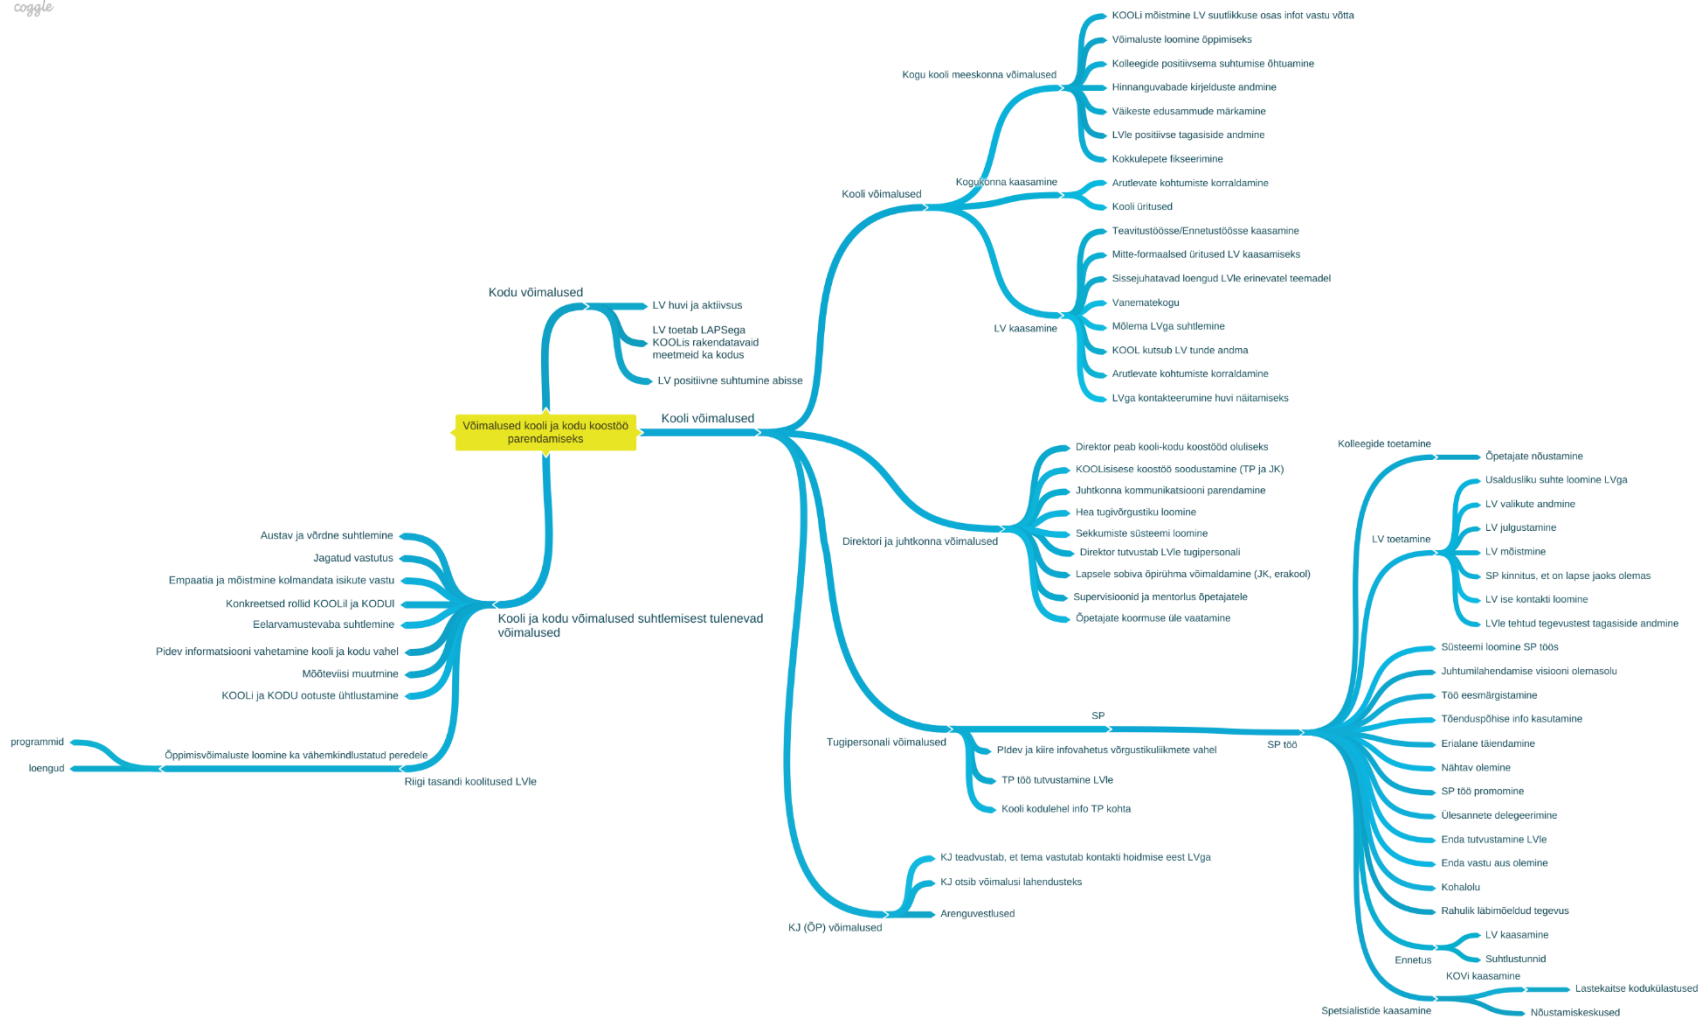 coggle
Võimalused kooli ja kodu koostöö
parendamiseks
Kodu võimalused
LV huvi ja aktiivsus
LV toetab LAPSega
KOOLis rakendatavaid
meetmeid ka kodus
LV positiivne suhtumine abisse
Kooli võimalused
Kooli võimalused
Kogu kooli meeskonna võimalused
KOOLi mõistmine LV suutlikkuse osas infot vastu võtta
Võimaluste loomine õppimiseks
Kolleegide positiivsema suhtumise õhtuamine
Hinnanguvabade kirjelduste andmine
Väikeste edusammude märkamine
LVle positiivse tagasiside andmine
Kokkulepete fikseerimine
Kogukonna kaasamine
Arutlevate kohtumiste korraldamine
Kooli üritused
LV kaasamine
Teavitustöösse/Ennetustöösse kaasamine
Mitte-formaalsed üritused LV kaasamiseks
Sissejuhatavad loengud LVle erinevatel teemadel
Vanematekogu
Mõlema LVga suhtlemine
KOOL kutsub LV tunde andma
Arutlevate kohtumiste korraldamine
LVga kontakteerumine huvi näitamiseks
Direktori ja juhtkonna võimalused
Direktor peab kooli-kodu koostööd oluliseks
KOOLisisese koostöö soodustamine (TP ja JK)
Juhtkonna kommunikatsiooni parendamine
Hea tugivõrgustiku loomine
Sekkumiste süsteemi loomine
Direktor tutvustab LVle tugipersonali
Lapsele sobiva õpirühma võimaldamine (JK, erakool)
Supervisioonid ja mentorlus õpetajatele
Õpetajate koormuse üle vaatamine
Tugipersonali võimalused
SP
SP töö
Kolleegide toetamine
Õpetajate nõustamine
LV toetamine
Usaldusliku suhte loomine LVga
LV valikute andmine
LV julgustamine
LV mõistmine
SP kinnitus, et on lapse jaoks olemas
LV ise kontakti loomine
LVle tehtud tegevustest tagasiside andmine
Süsteemi loomine SP töös
Juhtumilahendamise visiooni olemasolu
Töö eesmärgistamine
Tõenduspõhise info kasutamine
Erialane täiendamine
Nähtav olemine
SP töö promomine
Ülesannete delegeerimine
Enda tutvustamine LVle
Enda vastu aus olemine
Kohalolu
Rahulik läbimõeldud tegevus
Ennetus
LV kaasamine
Suhtlustunnid
Spetsialistide kaasamine
KOVi kaasamine
Lastekaitse kodukülastused
Nõustamiskeskused
PIdev ja kiire infovahetus võrgustikuliikmete vahel
TP töö tutvustamine LVle
Kooli kodulehel info TP kohta
KJ (ÕP) võimalused
KJ teadvustab, et tema vastutab kontakti hoidmise eest LVga
KJ otsib võimalusi lahendusteks
Arenguvestlused
Kooli ja kodu võimalused suhtlemisest tulenevad
võimalused
Austav ja võrdne suhtlemine
Jagatud vastutus
Empaatia ja mõistmine kolmandata isikute vastu
Konkreetsed rollid KOOLil ja KODUl
Eelarvamustevaba suhtlemine
Pidev informatsiooni vahetamine kooli ja kodu vahel
Mõõteviisi muutmine
KOOLi ja KODU ootuste ühtlustamine
Riigi tasandi koolitused LVle
Õppimisvõimaluste loomine ka vähemkindlustatud peredele
programmid
loengud